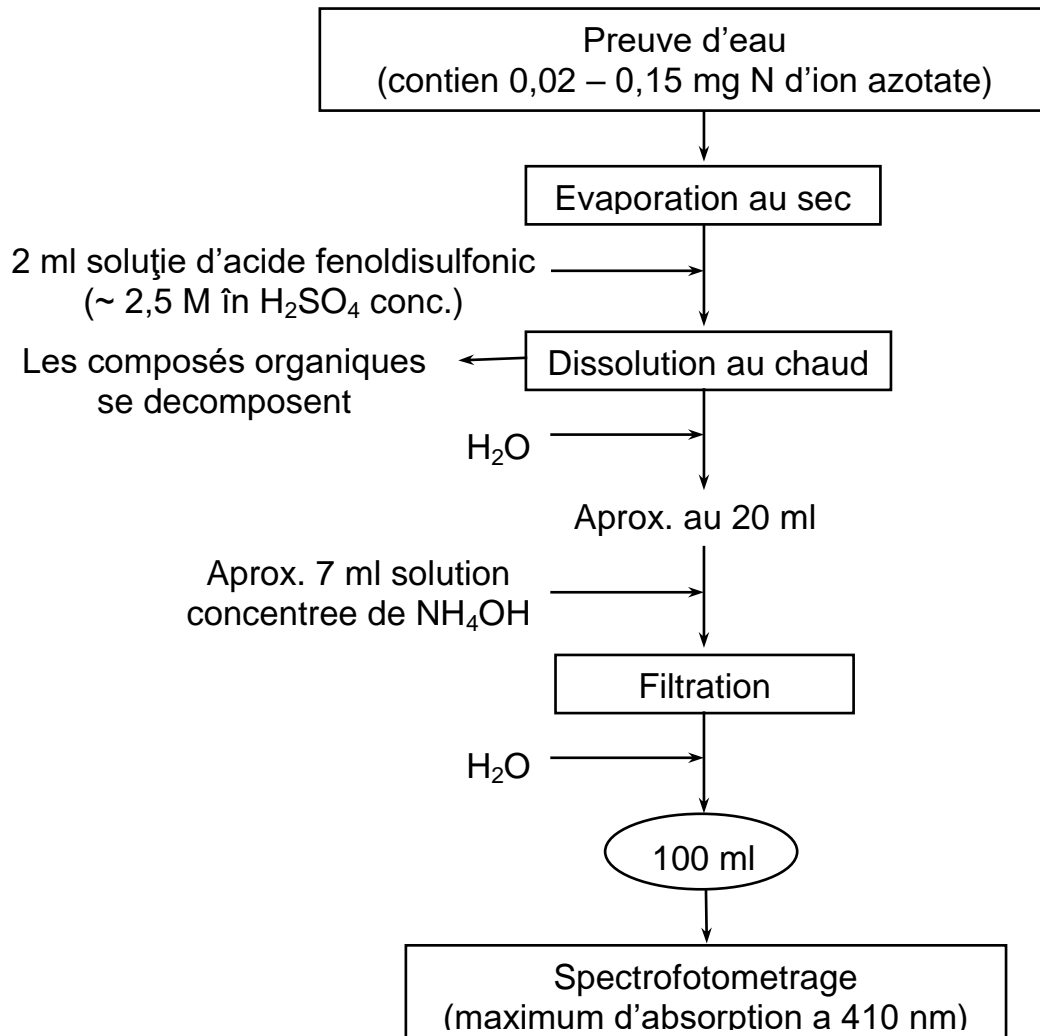 Preuve d’eau
(contien 0,02 – 0,15 mg N d’ion azotate)
Evaporation au sec
2 ml soluţie d’acide fenoldisulfonic
(~ 2,5 M în H₂SO₄ conc.)
Les composés organiques
se decomposent
Dissolution au chaud
H₂O
Aprox. au 20 ml
Aprox. 7 ml solution
concentree de NH₄OH
Filtration
H₂O
100 ml
Spectrofotometrage
(maximum d’absorption a 410 nm)